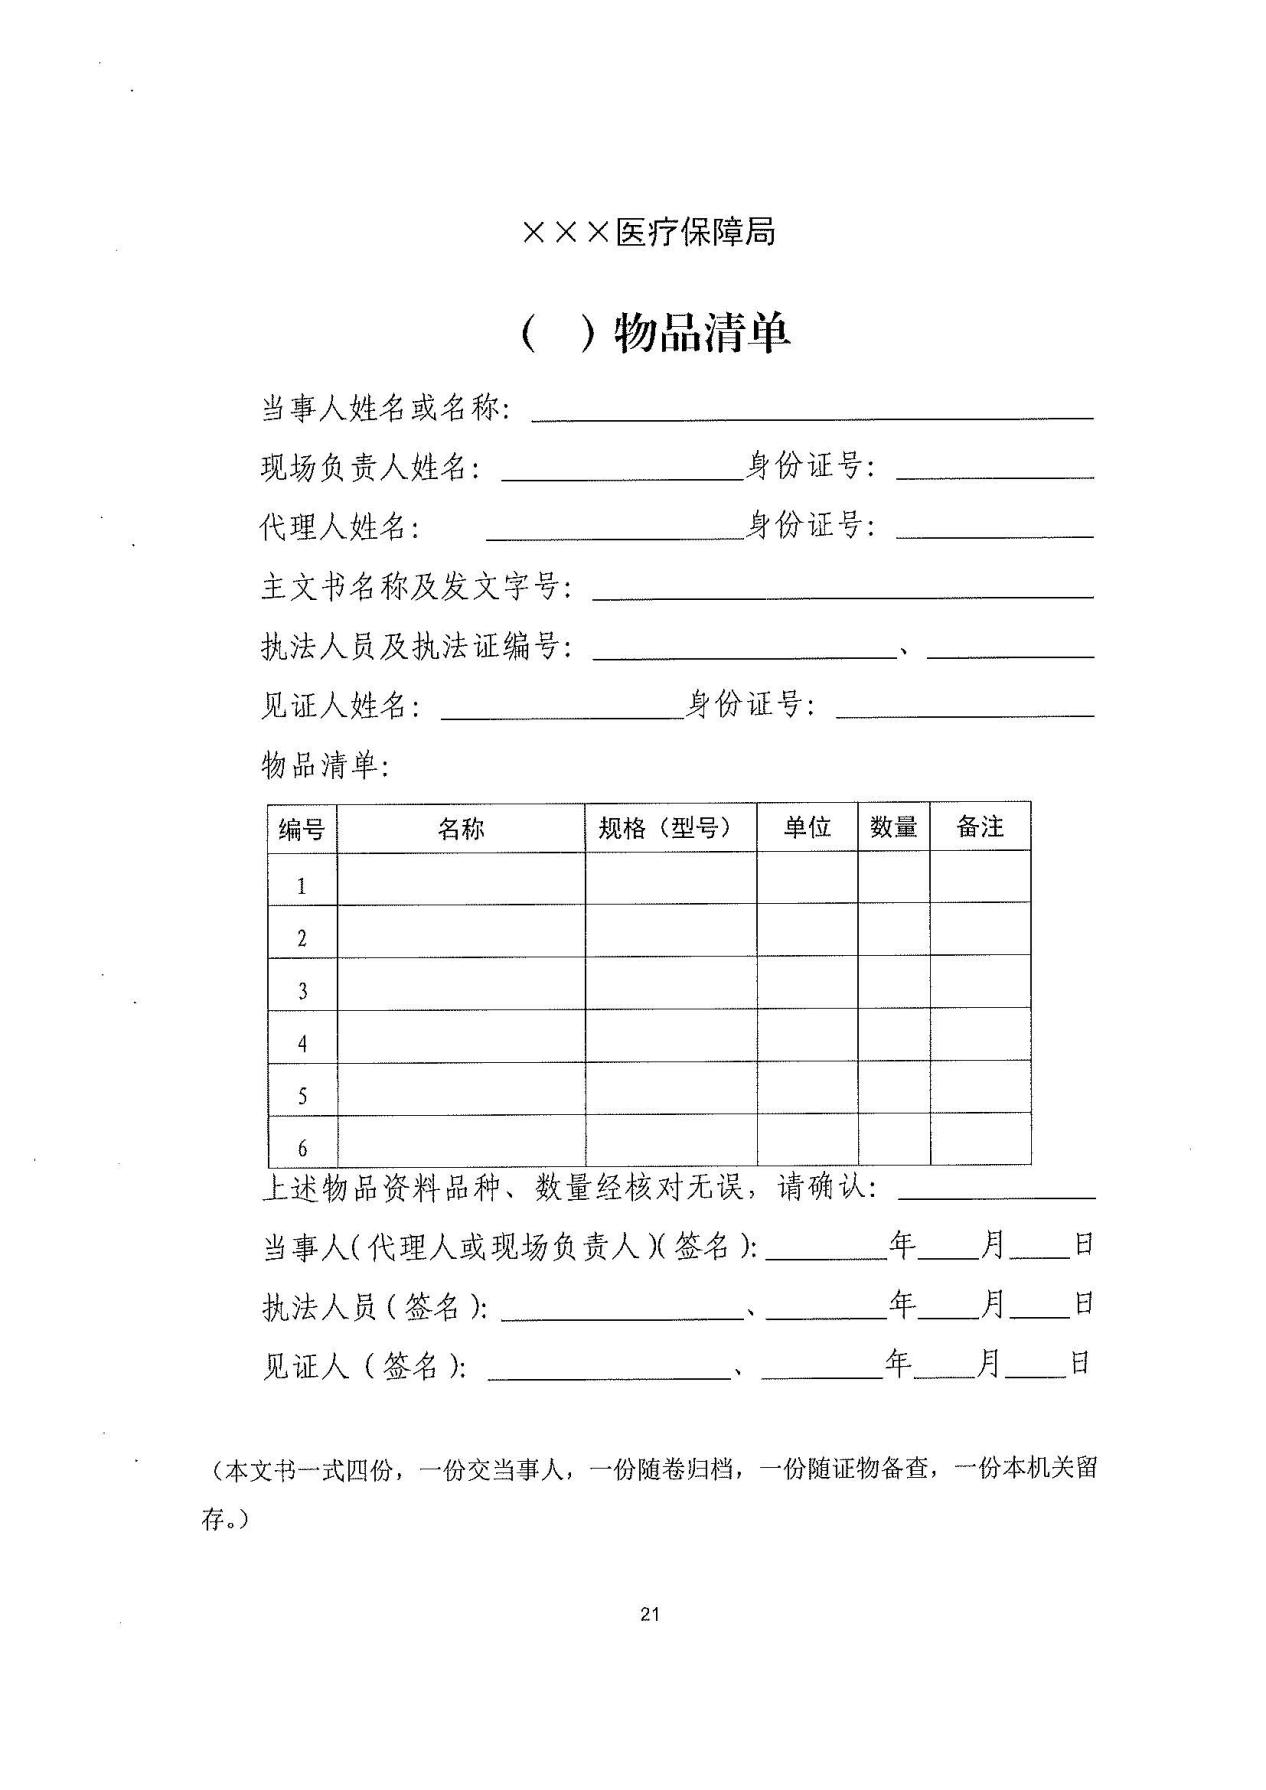 ×××医疗保障局
（ ）物品清单
当事人姓名或名称：
现场负责人姓名：身份证号：
代理人姓名：身份证号：
主文书名称及发文字号：
执法人员及执法证编号：、
见证人姓名：身份证号：
物品清单：
编号 名称 规格（型号） 单位 数量 备注
1
2
3
4
5
6
上述物品资料品种、数量经核对无误，请确认：
当事人（代理人或现场负责人）（签名）：年月日
执法人员（签名）：、年月日
见证人（签名）：、年月日
（本文书一式四份，一份交当事人，一份随卷归档，一份随证物备查，一份本机关留
存。）
21